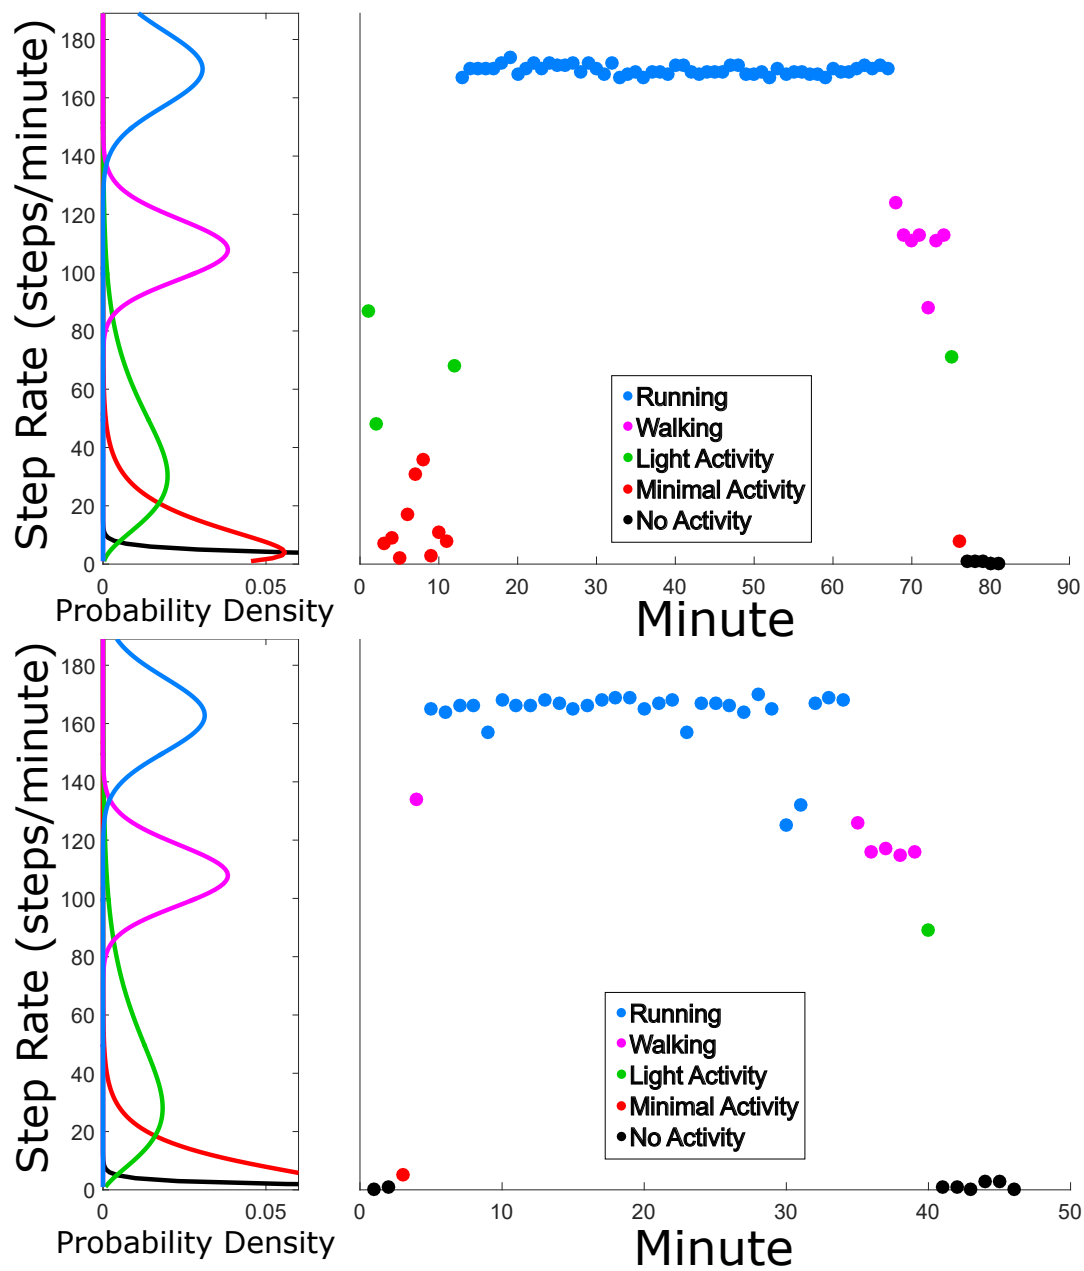 Step Rate (steps/minute)
180
160
140
120
100
80
60
40
20
0
0
0.05
Probability Density
Running
Walking
Light Activity
Minimal Activity
No Activity
0 10 20 30 40 50 60 70 80 90
Minute
Step Rate (steps/minute)
180
160
140
120
100
80
60
40
20
0
0
0.05
Probability Density
Running
Walking
Light Activity
Minimal Activity
No Activity
0 10 20 30 40 50
Minute